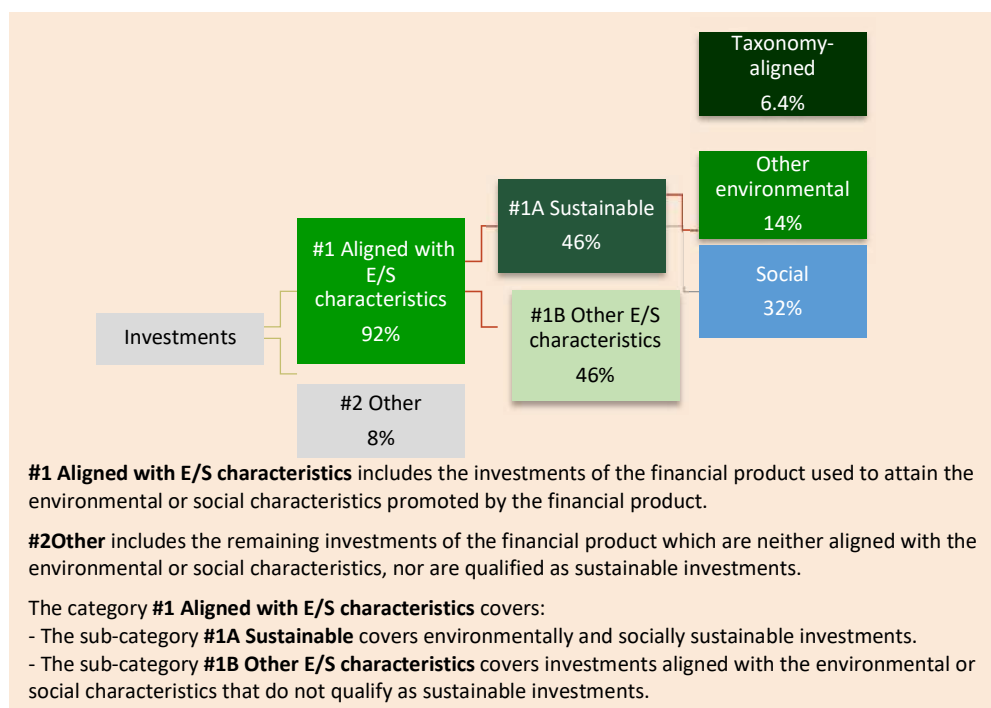 Taxonomy-
aligned
6.4%
Other
environmental
14%
#1A Sustainable
46%
Social
32%
#1 Aligned with
E/S
characteristics
92%
#1B Other E/S
characteristics
46%
Investments
#2 Other
8%
#1 Aligned with E/S characteristics includes the investments of the financial product used to attain the
environmental or social characteristics promoted by the financial product.
#2Other includes the remaining investments of the financial product which are neither aligned with the
environmental or social characteristics, nor are qualified as sustainable investments.
The category #1 Aligned with E/S characteristics covers:
- The sub-category #1A Sustainable covers environmentally and socially sustainable investments.
- The sub-category #1B Other E/S characteristics covers investments aligned with the environmental or
social characteristics that do not qualify as sustainable investments.